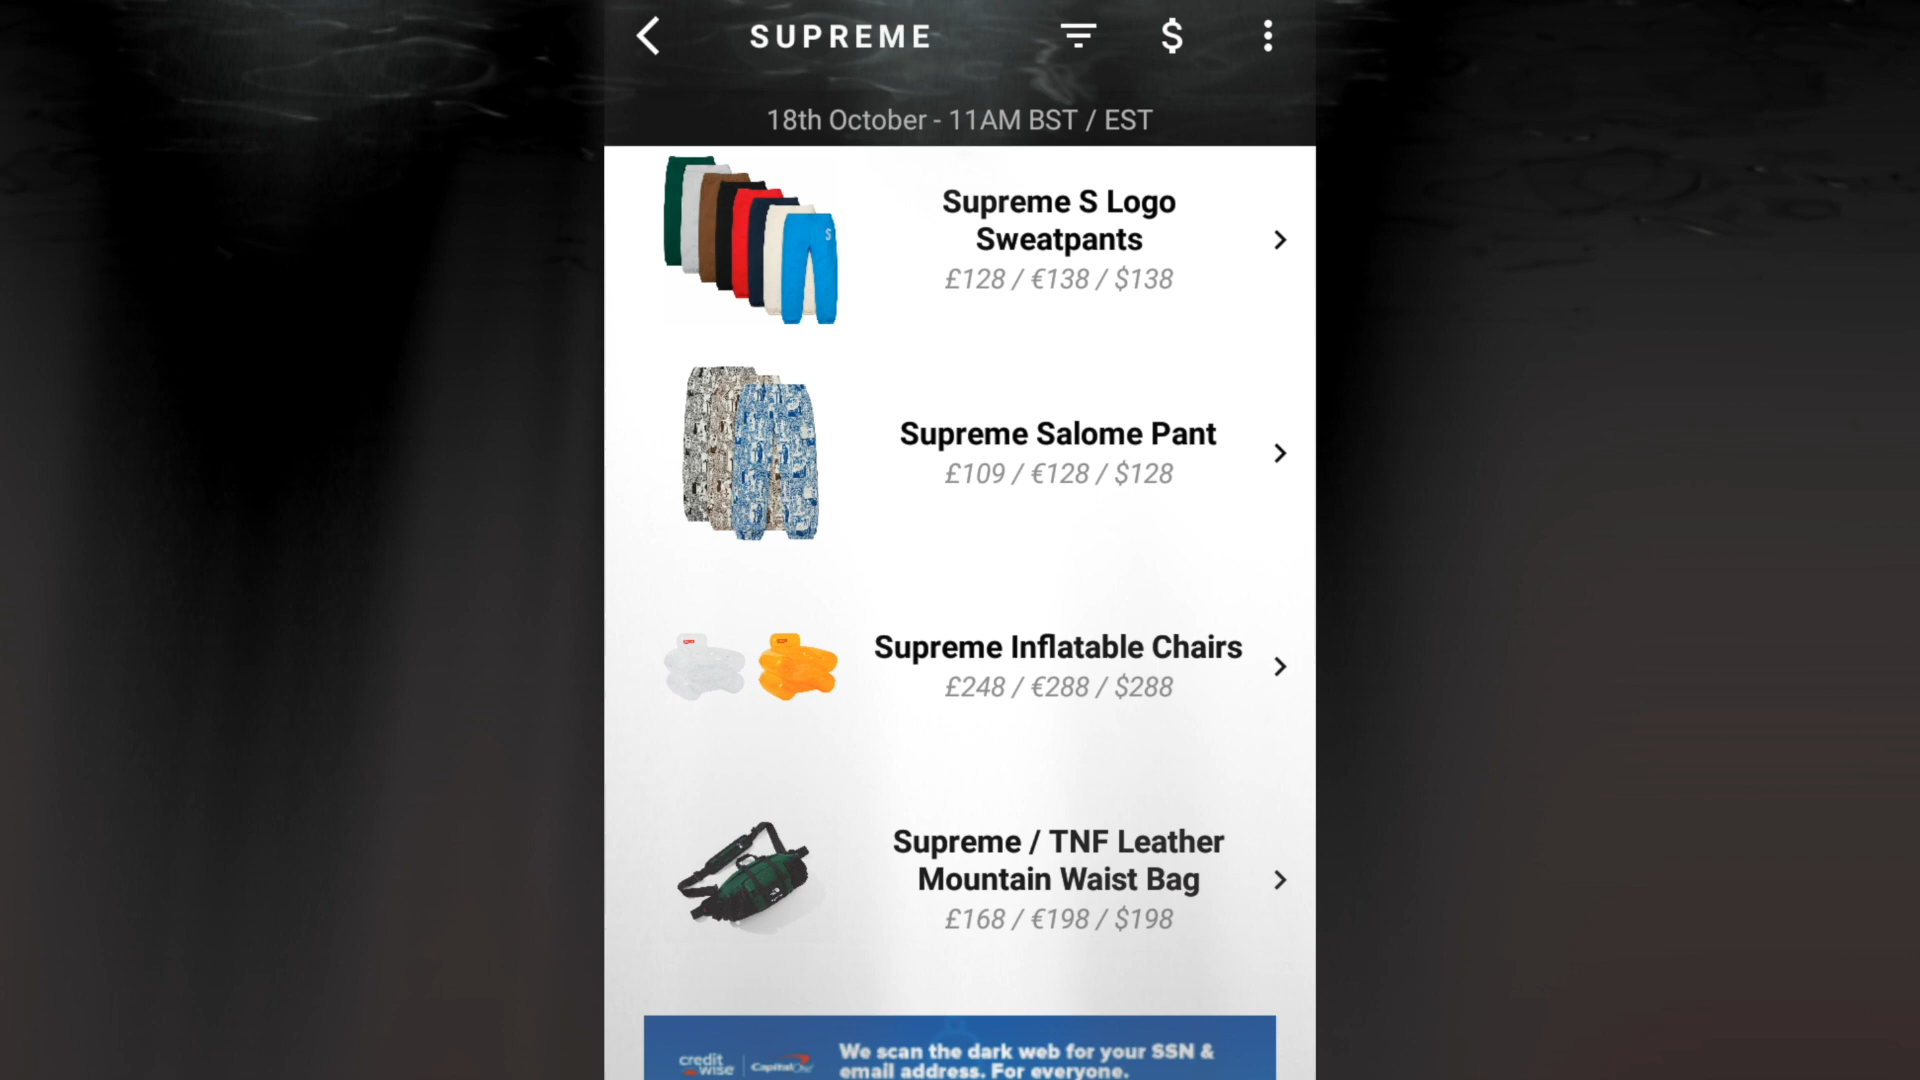 SUPREME
$
18th October - 11AM BST / EST
S
Supreme S Logo
Sweatpants
£128 / €138 / $138
Supreme Salome Pant
£109 / €128 / $128
Supreme Inflatable Chairs
£248 / €288 / $288
Supreme / TNF Leather
Mountain Waist Bag
£168 / €198 / $198
credit
wise
Capital One
We scan the dark web for your SSN &
email address. For everyone.